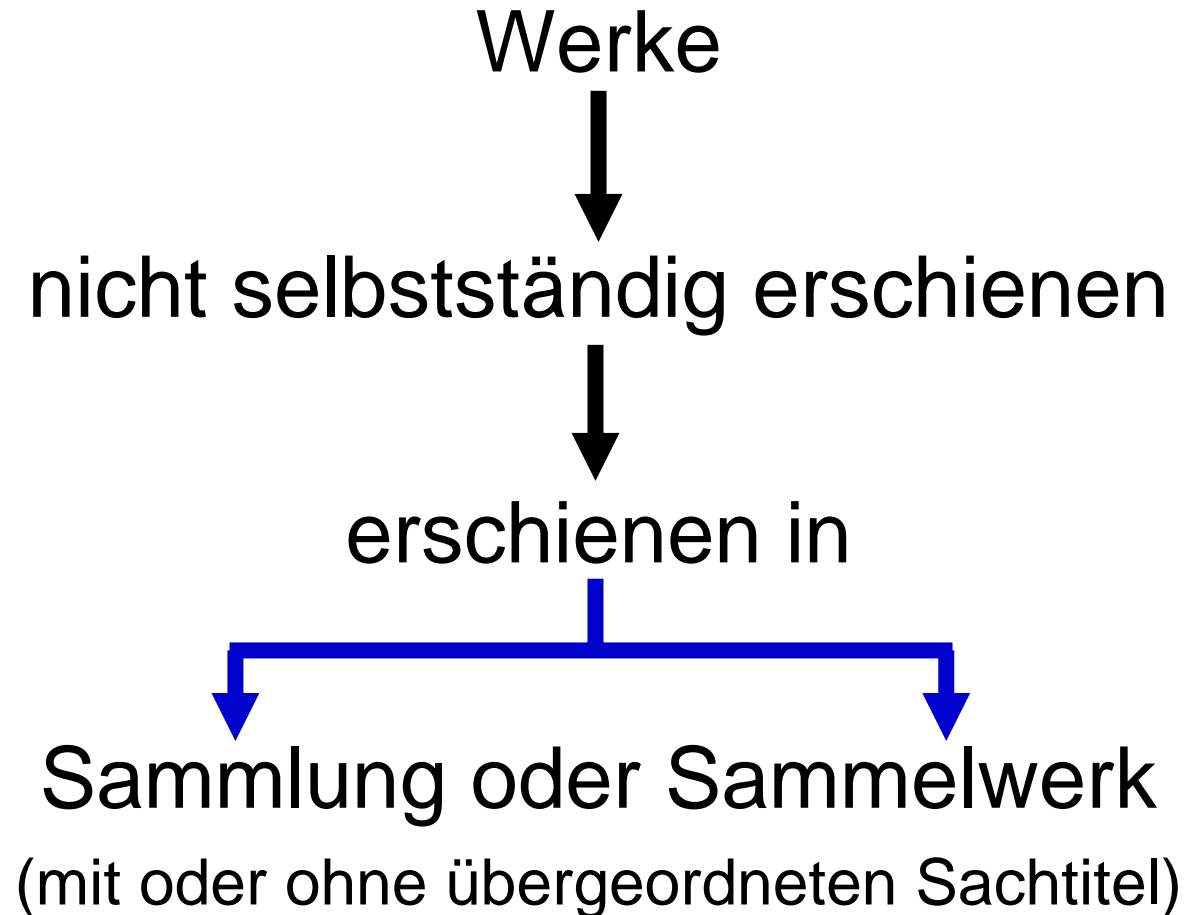 Werke
nicht selbstständig erschienen
erschienen in
Sammlung oder Sammelwerk
(mit oder ohne übergeordneten Sachtitel)